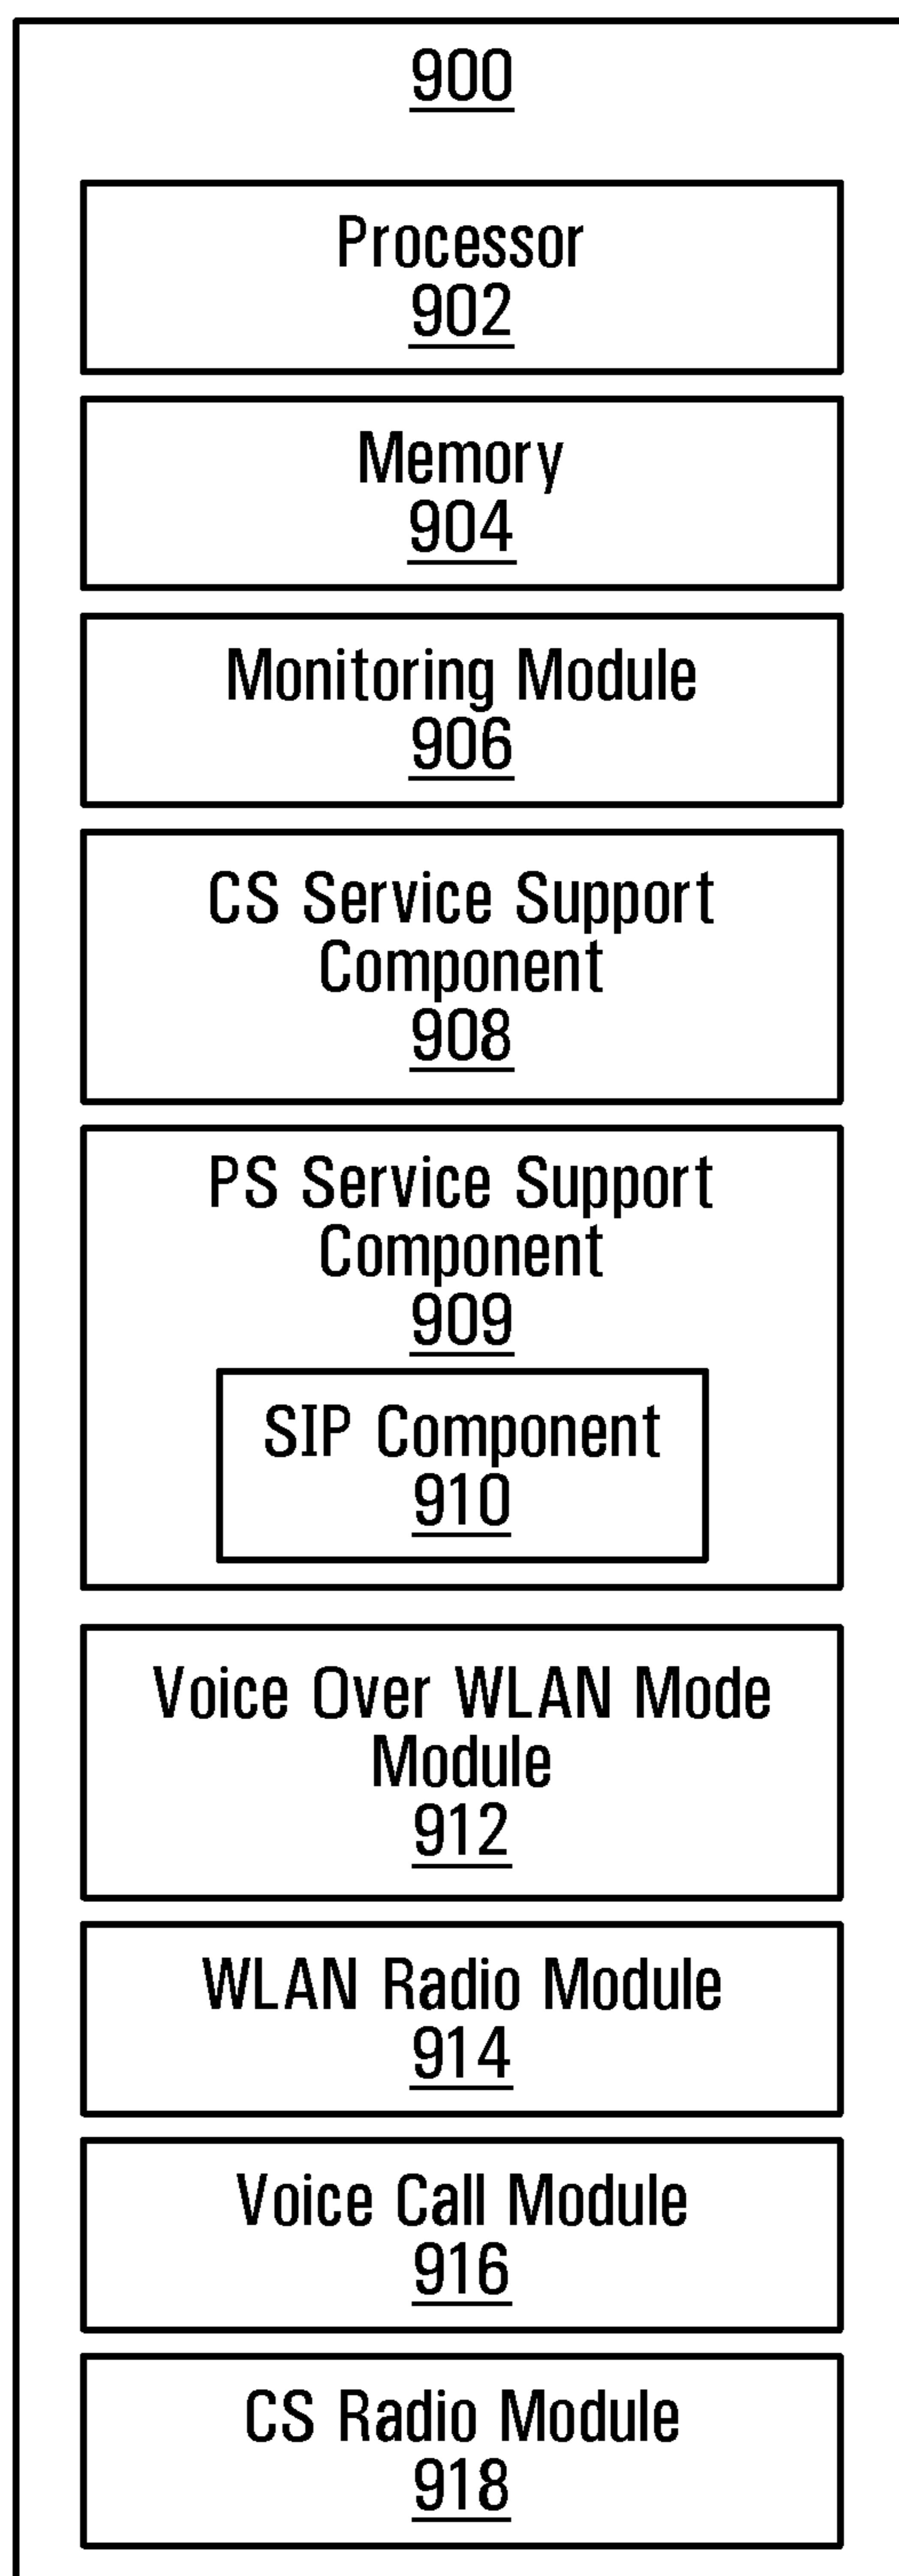 900
Processor
902
Memory
904
Monitoring Module
906
CS Service Support
Component
908
PS Service Support
Component
909
SIP Component
910
Voice Over WLAN Mode
Module
912
WLAN Radio Module
914
Voice Call Module
916
CS Radio Module
918